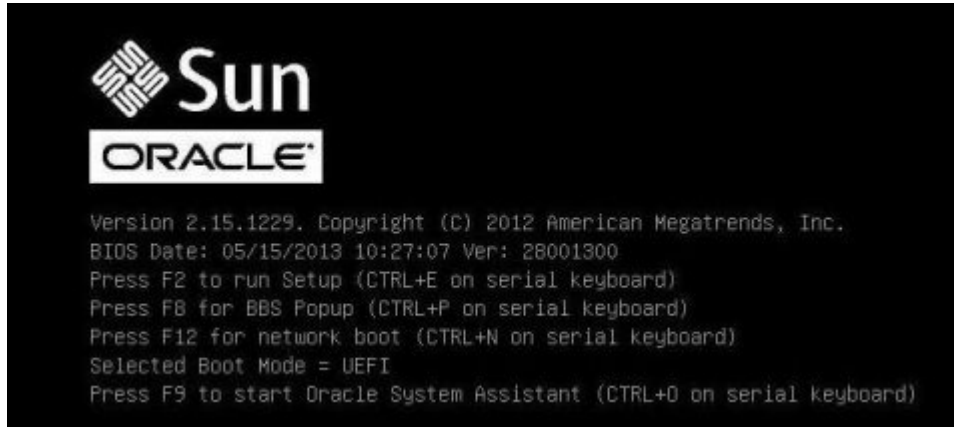 Sun
ORACLE
Version 2.15.1229. Copyright (C) 2012 American Megatrends, Inc.
BIOS Date: 05/15/2013 10:27:07 Ver: 28001300
Press F2 to run Setup (CTRL+E on serial keyboard)
Press F8 for BBS Popup (CTRL+P on serial keyboard)
Press F12 for network boot (CTRL+N on serial keyboard)
Selected Boot Mode = UEFI
Press F9 to start Oracle System Assistant (CTRL+O on serial keyboard)